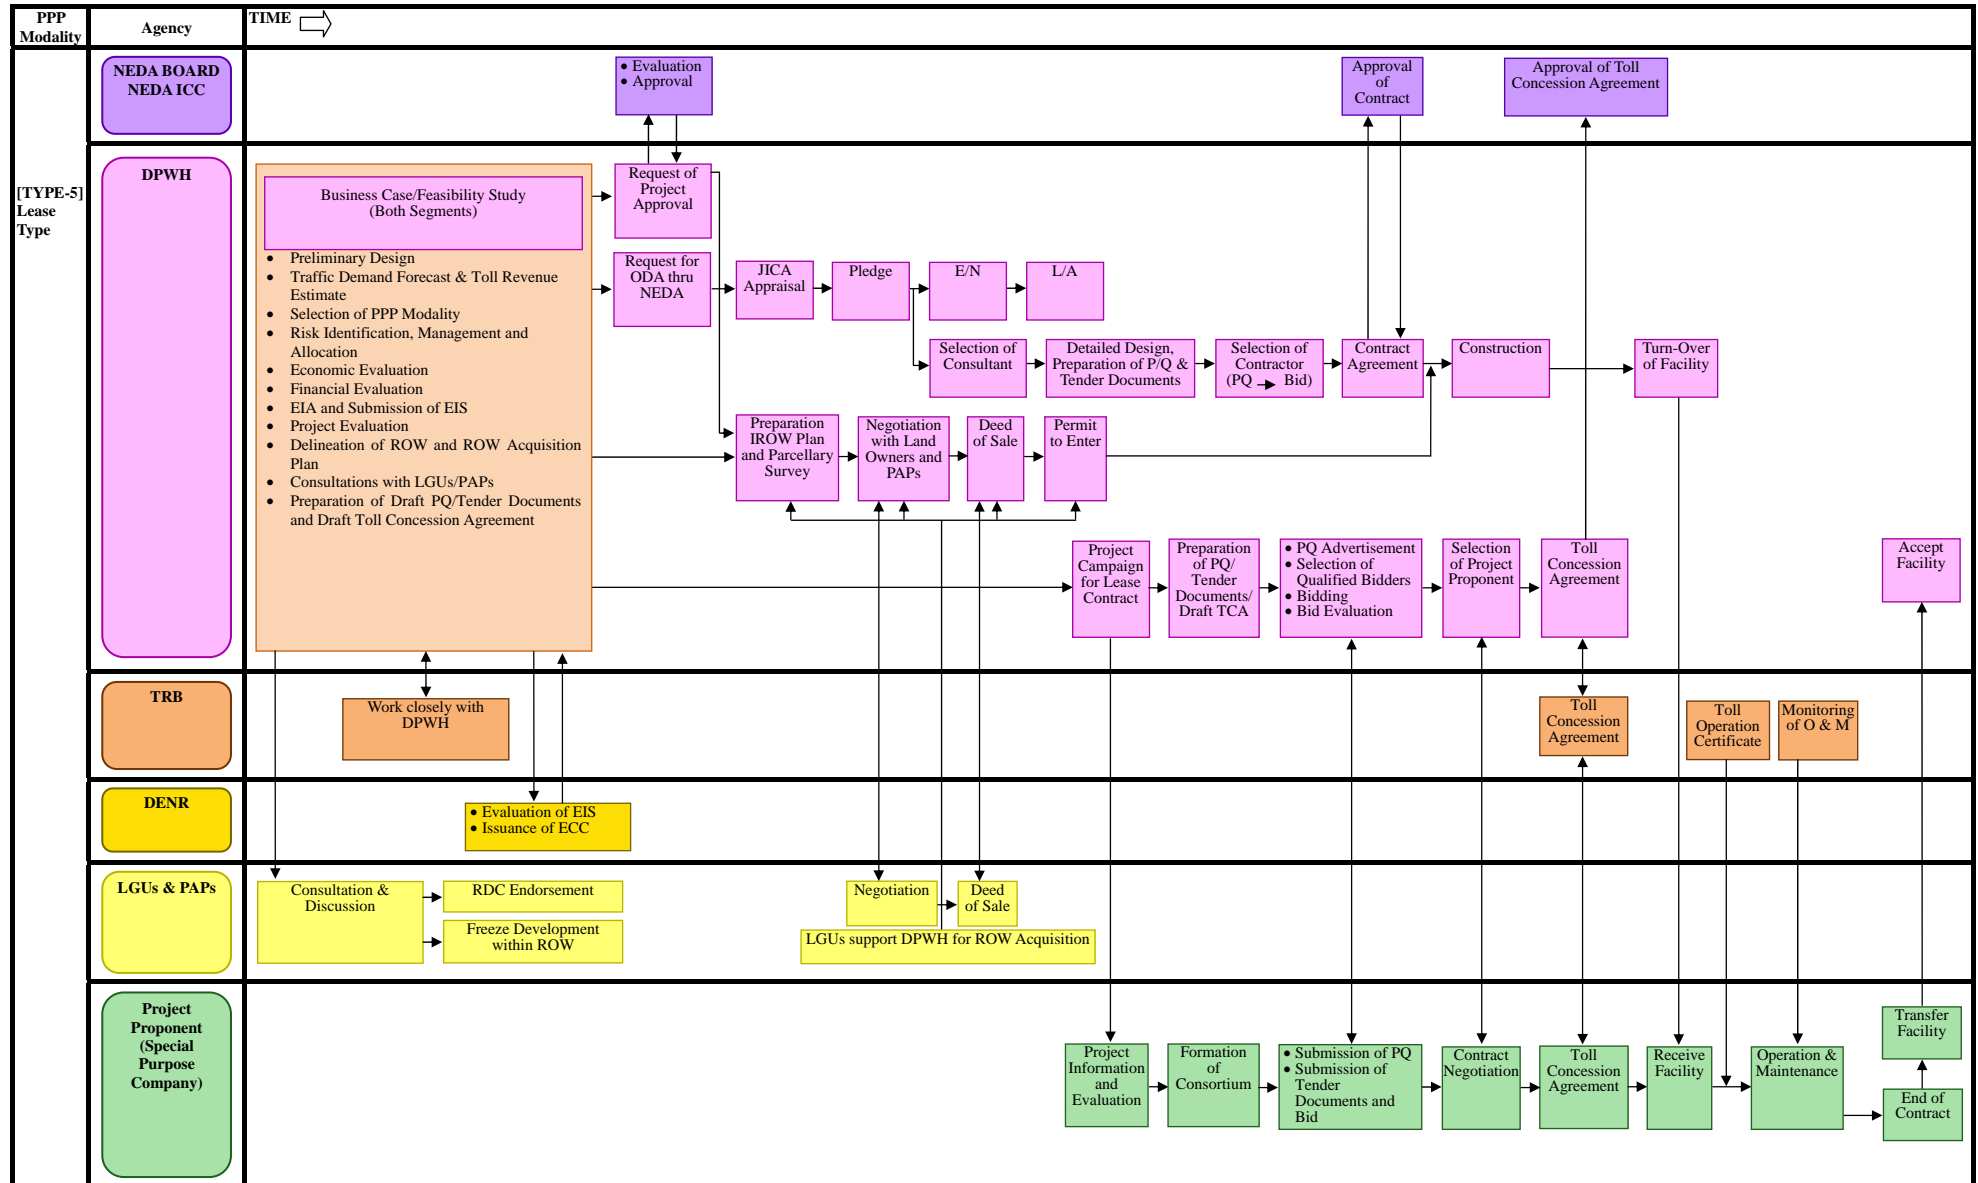 PPP
Modality
Agency
TIME
[TYPE-5]
Lease
Type
NEDA BOARD
NEDA ICC
• Evaluation
• Approval
Approval
of
Contract
Approval of Toll
Concession Agreement
DPWH
Business Case/Feasibility Study
(Both Segments)
• Preliminary Design
• Traffic Demand Forecast & Toll Revenue
Estimate
• Selection of PPP Modality
• Risk Identification, Management and
Allocation
• Economic Evaluation
• Financial Evaluation
• EIA and Submission of EIS
• Project Evaluation
• Delineation of ROW and ROW Acquisition
Plan
• Consultations with LGUs/PAPs
• Preparation of Draft PQ/Tender Documents
and Draft Toll Concession Agreement
Request of
Project
Approval
Request for
ODA thru
NEDA
JICA
Appraisal
Pledge
E/N
L/A
Selection of
Consultant
Detailed Design,
Preparation of P/Q &
Tender Documents
Selection of
Contractor
(PQ → Bid)
Contract
Agreement
Construction
Turn-Over
of Facility
Preparation
IROW Plan
and Parcellary
Survey
Negotiation
with Land
Owners and
PAPs
Deed
of Sale
Permit
to Enter
Project
Campaign
for Lease
Contract
Preparation
of PQ/
Tender
Documents/
Draft TCA
• PQ Advertisement
• Selection of
Qualified Bidders
• Bidding
• Bid Evaluation
Selection
of Project
Proponent
Toll
Concession
Agreement
Accept
Facility
TRB
Work closely with
DPWH
Toll
Concession
Agreement
Toll
Operation
Certificate
Monitoring
of O & M
DENR
• Evaluation of EIS
• Issuance of ECC
LGUs & PAPs
Consultation &
Discussion
RDC Endorsement
Freeze Development
within ROW
Negotiation
Deed
of Sale
LGUs support DPWH for ROW Acquisition
Project
Proponent
(Special
Purpose
Company)
Project
Information
and
Evaluation
Formation
of
Consortium
• Submission of PQ
• Submission of
Tender
Documents and
Bid
Contract
Negotiation
Toll
Concession
Agreement
Receive
Facility
Operation &
Maintenance
Transfer
Facility
End of
Contract